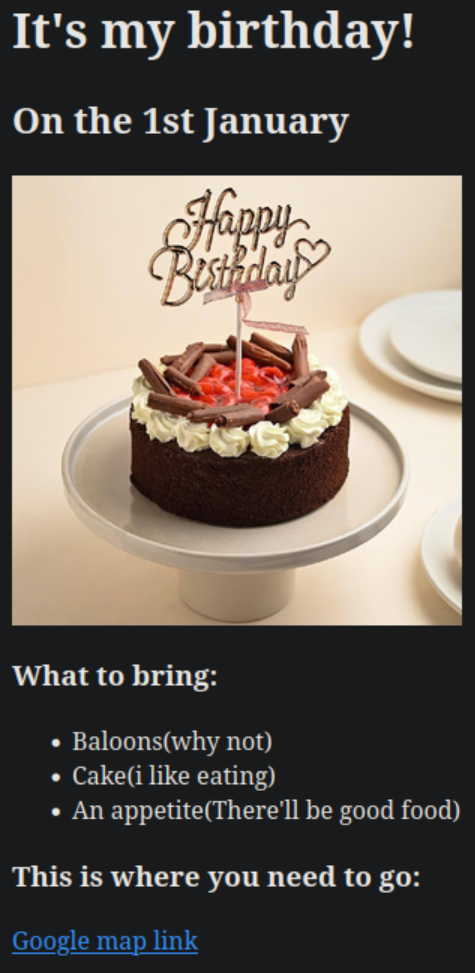 It's my birthday!
On the 1st January
Happy
Birthday
What to bring:
Baloons(why not)
Cake(i like eating)
An appetite(There'll be good food)
This is where you need to go:
Google map link